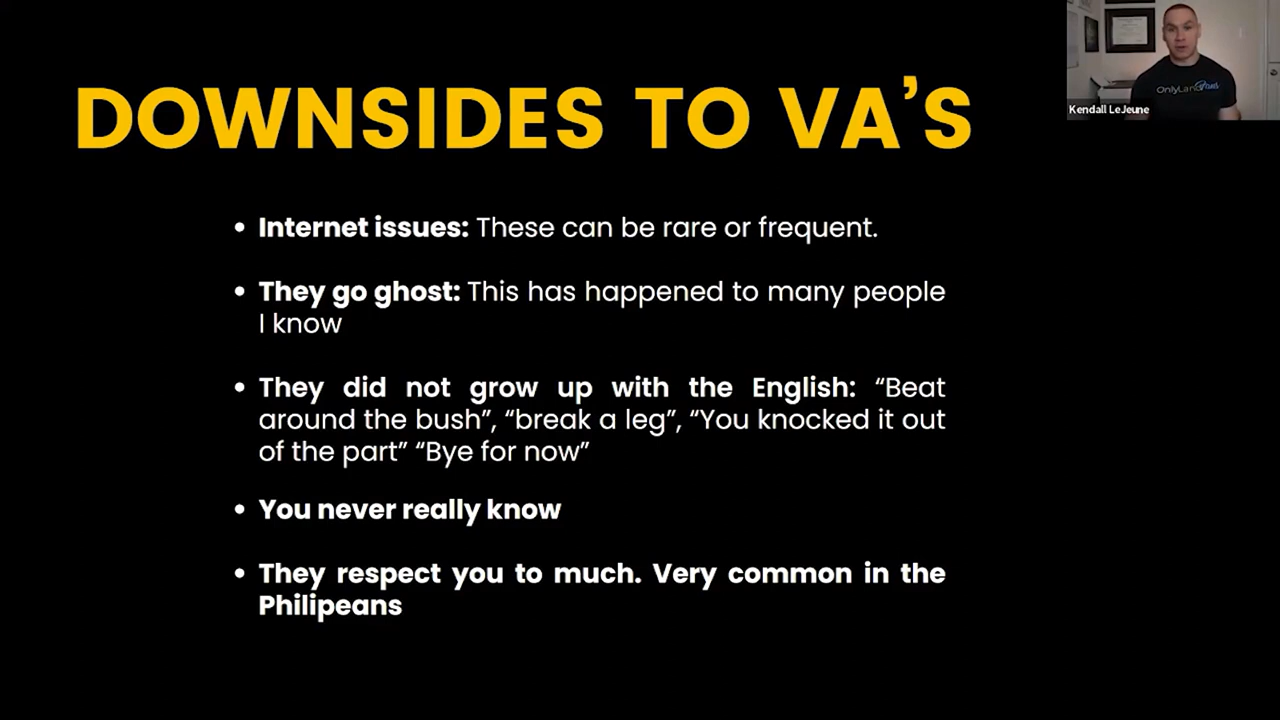 DOWNSIDES TO VA’S
OnlyLandPros
Kendall LeJeune
• Internet issues: These can be rare or frequent.
• They go ghost: This has happened to many people
I know
• They did not grow up with the English: “Beat
around the bush”, “break a leg”, “You knocked it out
of the part” “Bye for now”
• You never really know
• They respect you to much. Very common in the
Philipeans